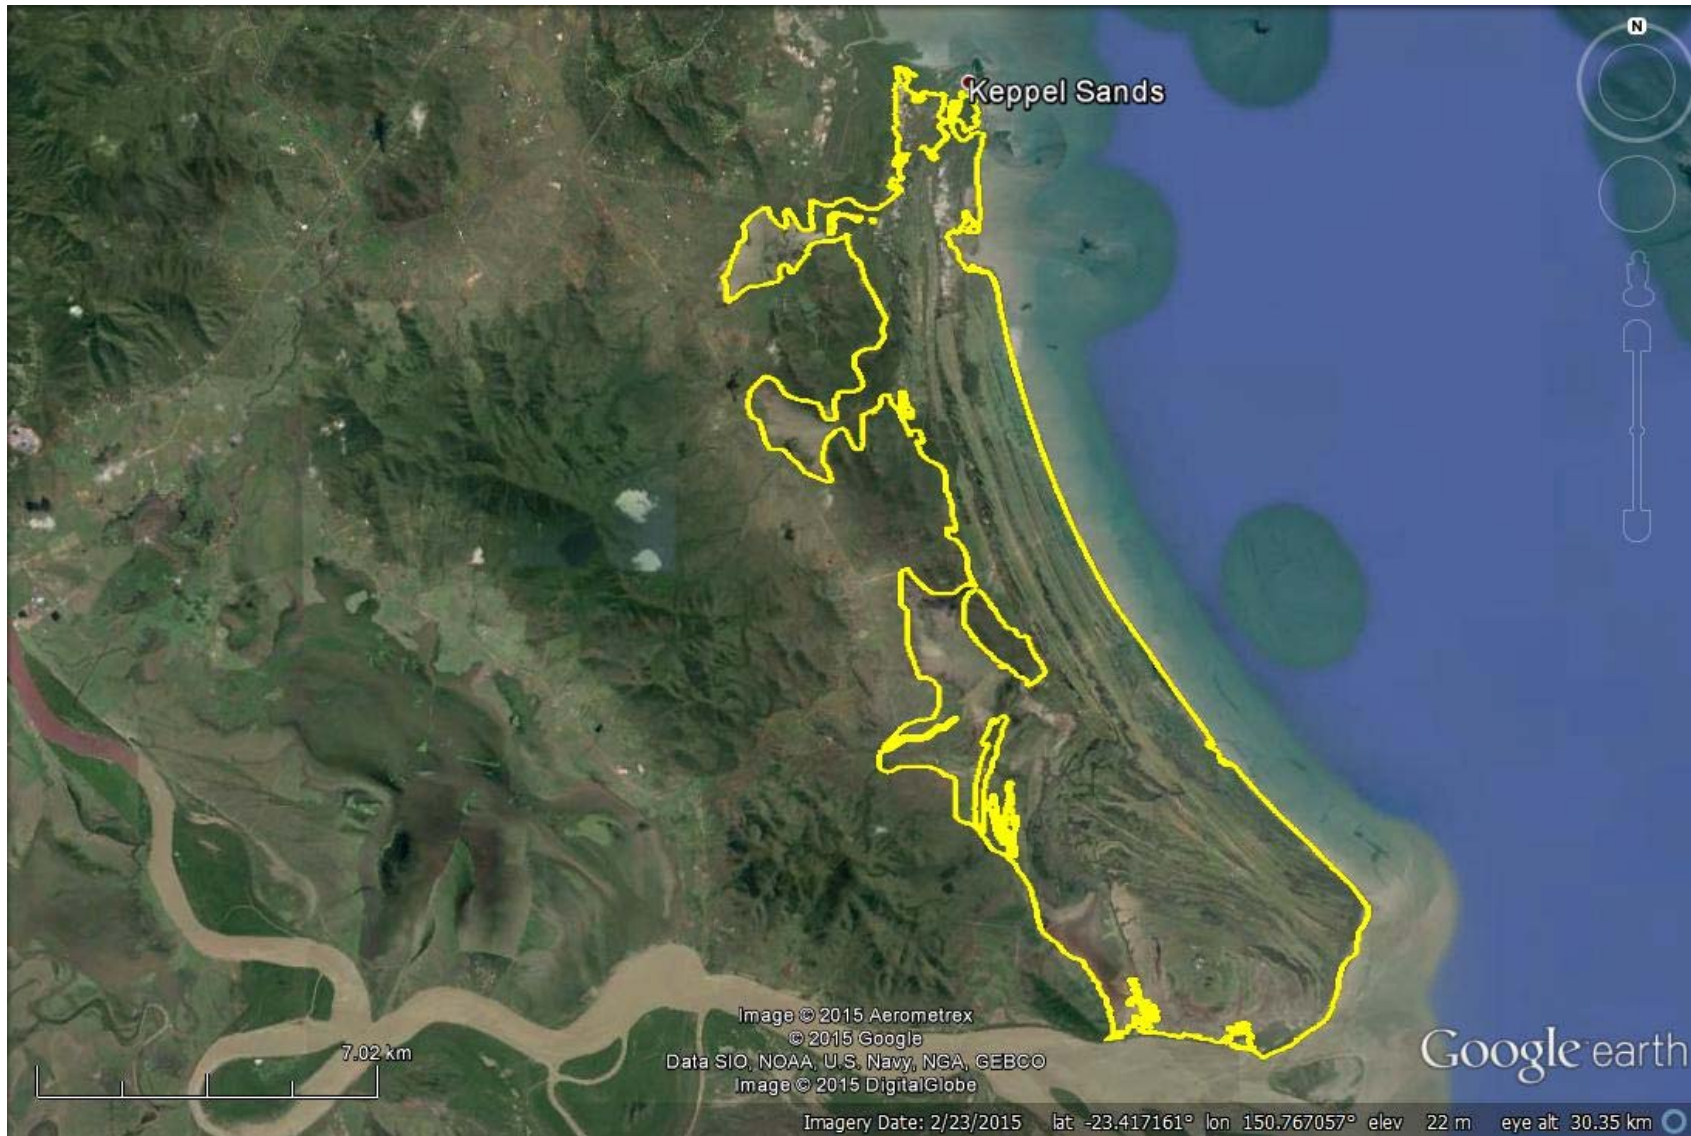 N
Keppel Sands
7.02 km
Image © 2015 Aerometrex
© 2015 Google
Data SIO, NOAA, U.S. Navy, NGA, GEBCO
Image © 2015 DigitalGlobe
Google earth
Imagery Date: 2/23/2015 lat -23.417161° lon 150.767057° elev 22 m eye alt 30.35 km